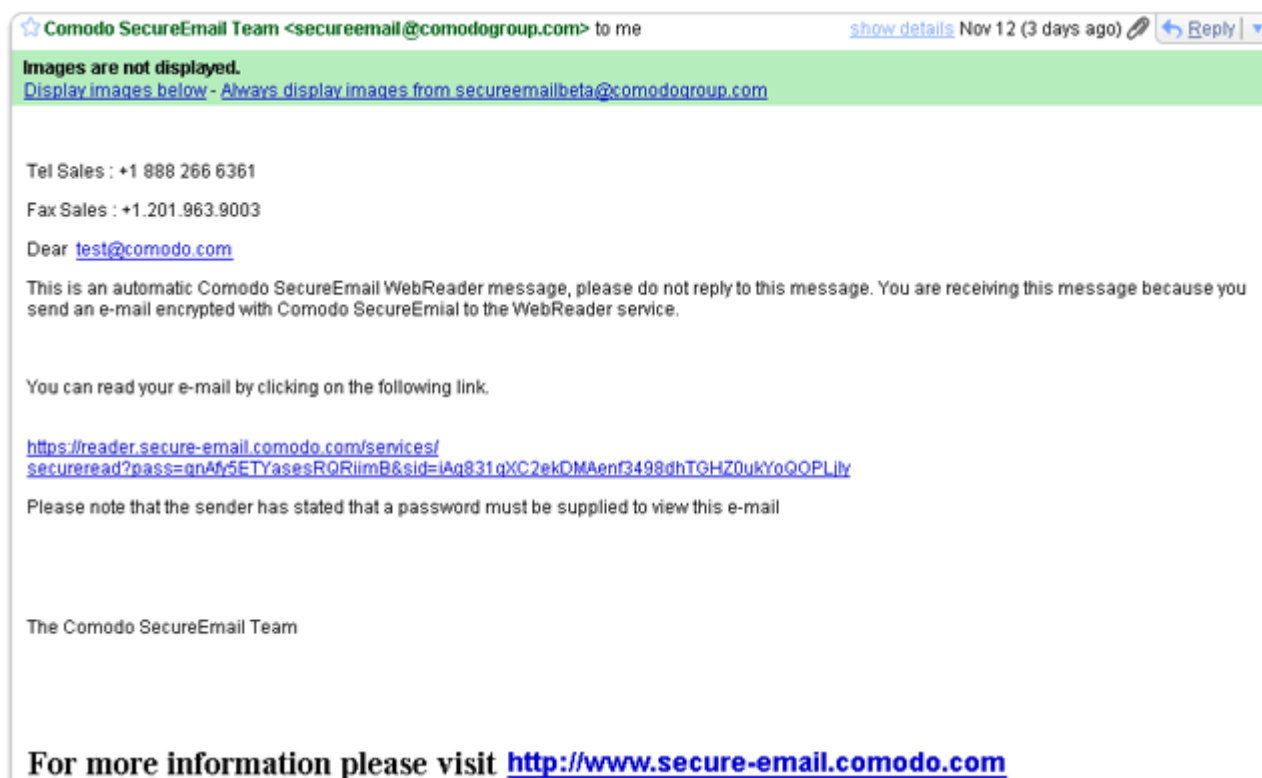 Comodo SecureEmail Team <secureemail@comodogroup.com> to me show details Nov 12 (3 days ago) Reply
Images are not displayed.
Display images below - Always display images from secureemailbeta@comodogroup.com
Tel Sales : +1 888 266 6361
Fax Sales : +1.201.963.9003
Dear test@comodo.com
This is an automatic Comodo SecureEmail WebReader message, please do not reply to this message. You are receiving this message because you
send an e-mail encrypted with Comodo SecureEmial to the WebReader service.
You can read your e-mail by clicking on the following link.
https://reader.secure-email.comodo.com/services/
secureread?pass=qnAfy5ETYasesRQRiimB&sid=iAq831qXC2ekDMAenf3498dhTGHZ0ukYoQOPLjly
Please note that the sender has stated that a password must be supplied to view this e-mail
The Comodo SecureEmail Team
For more information please visit http://www.secure-email.comodo.com